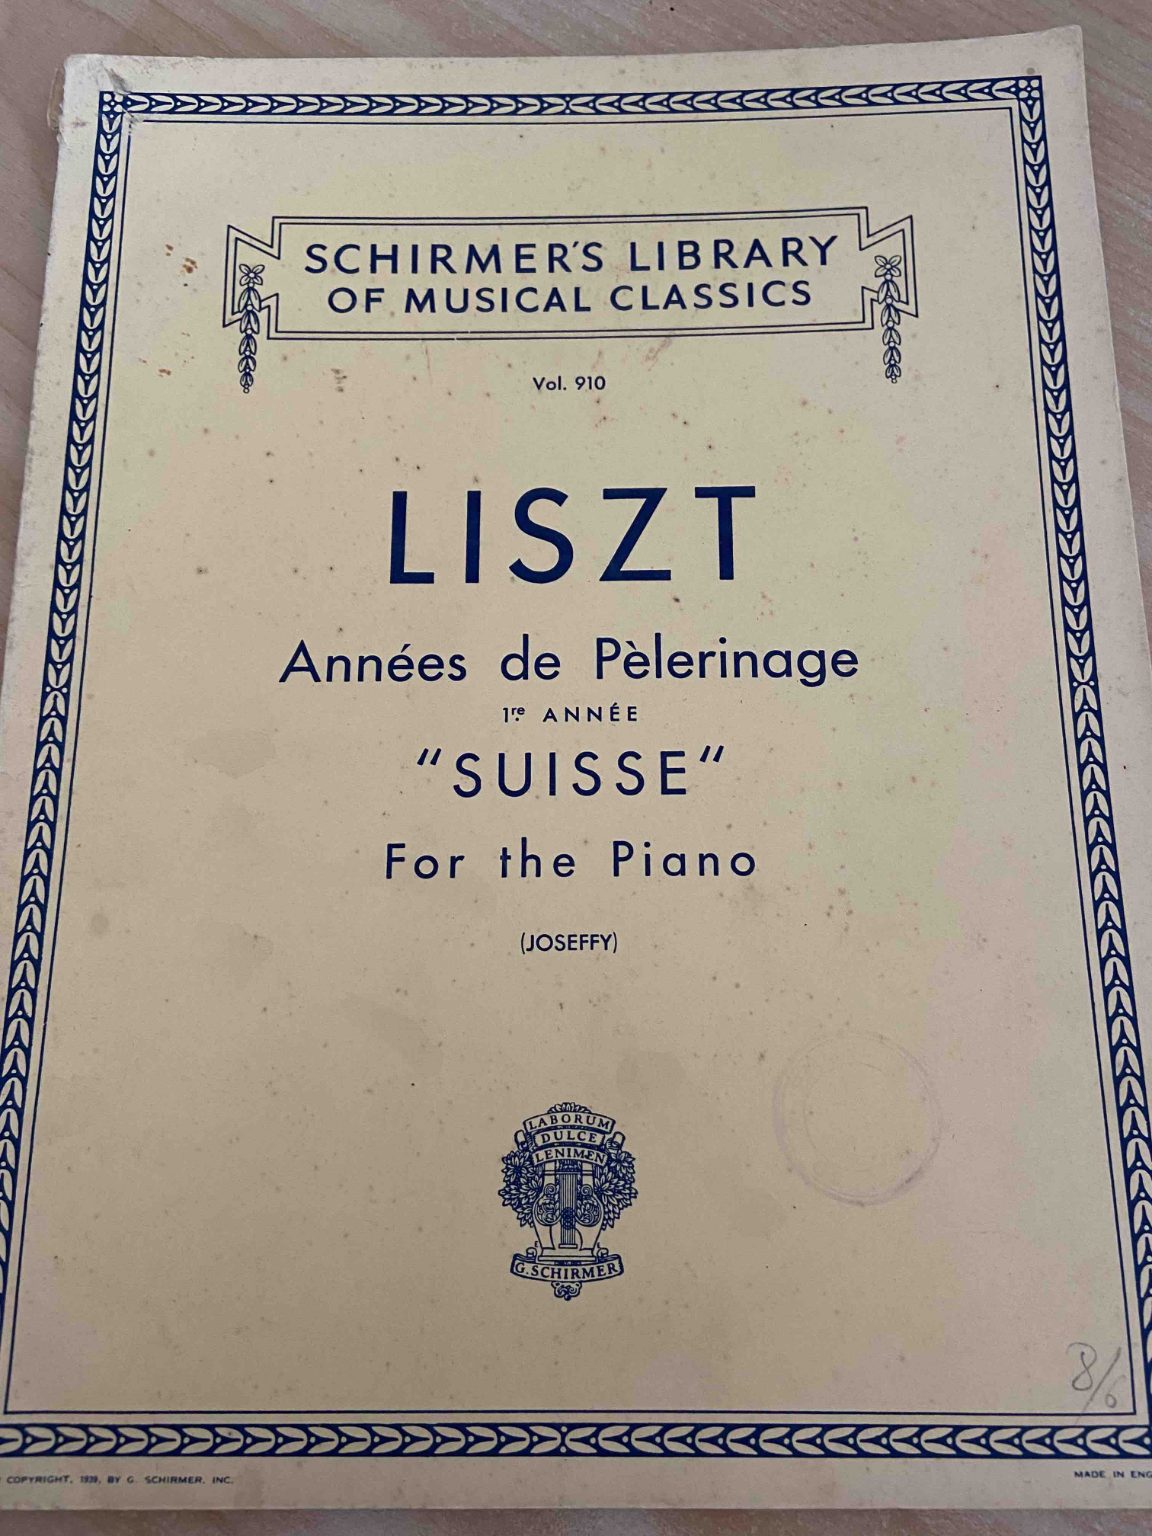 SCHIRMER'S LIBRARY
OF MUSICAL CLASSICS
Vol. 910
LISZT
Années de Pèlerinage
1re ANNÉE
"SUISSE"
For the Piano
(JOSEFFY)
LABORUM
DULCE
LENIMEN
G. SCHIRMER
8/6
COPYRIGHT, 1939, BY G. SCHIRMER, INC.
MADE IN ENG